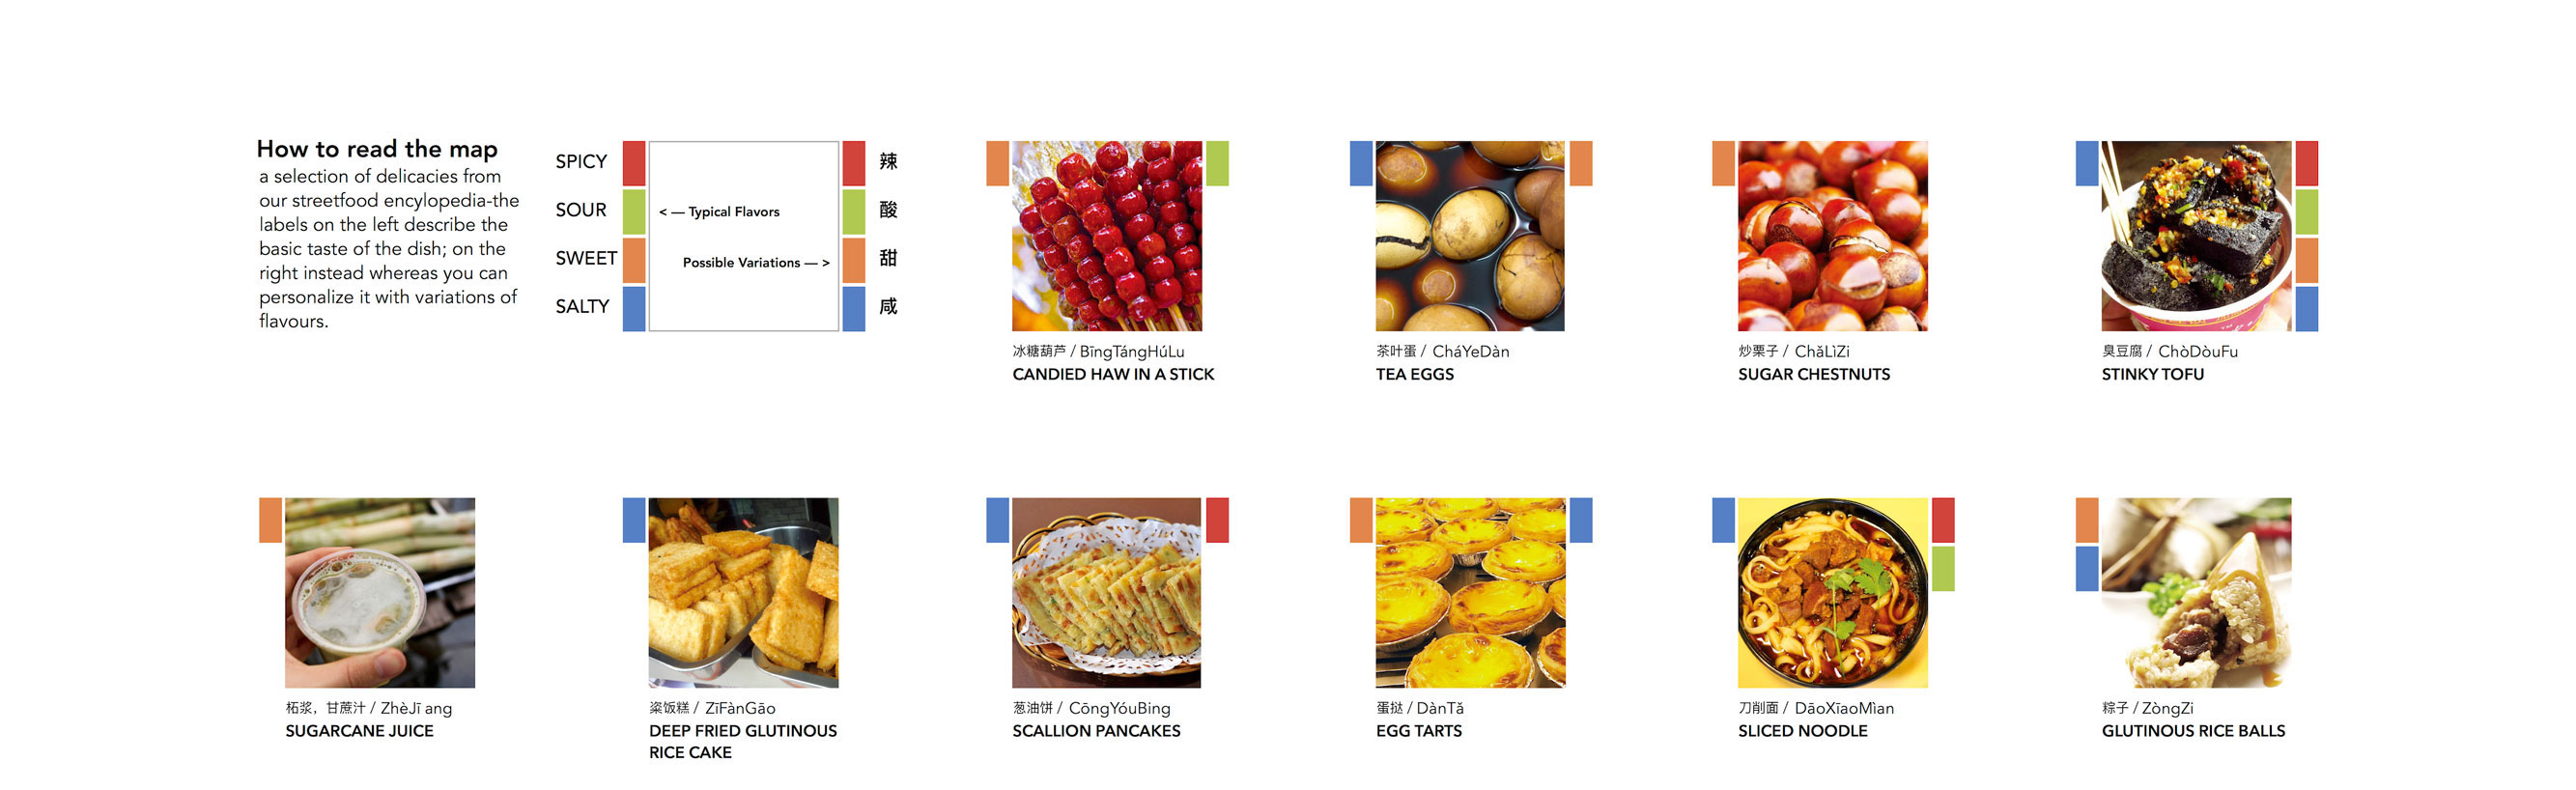 How to read the map
a selection of delicacies from
our streetfood encylopedia-the
labels on the left describe the
basic taste of the dish; on the
right instead whereas you can
personalize it with variations of
flavours.
SPICY
SOUR
SWEET
SALTY
< — Typical Flavors
Possible Variations — >
辣
酸
甜
咸
冰糖葫芦 / BīngTángHúLu
CANDIED HAW IN A STICK
茶叶蛋 / CháYeDàn
TEA EGGS
炒栗子 / ChǎLìZi
SUGAR CHESTNUTS
臭豆腐 / ChòDòuFu
STINKY TOFU
柘浆，甘蔗汁 / ZhèJī ang
SUGARCANE JUICE
粢饭糕 / ZīFànGāo
DEEP FRIED GLUTINOUS
RICE CAKE
葱油饼 / CōngYóuBing
SCALLION PANCAKES
蛋挞 / DànTǎ
EGG TARTS
刀削面 / DāoXīaoMìan
SLICED NOODLE
粽子 / ZòngZi
GLUTINOUS RICE BALLS